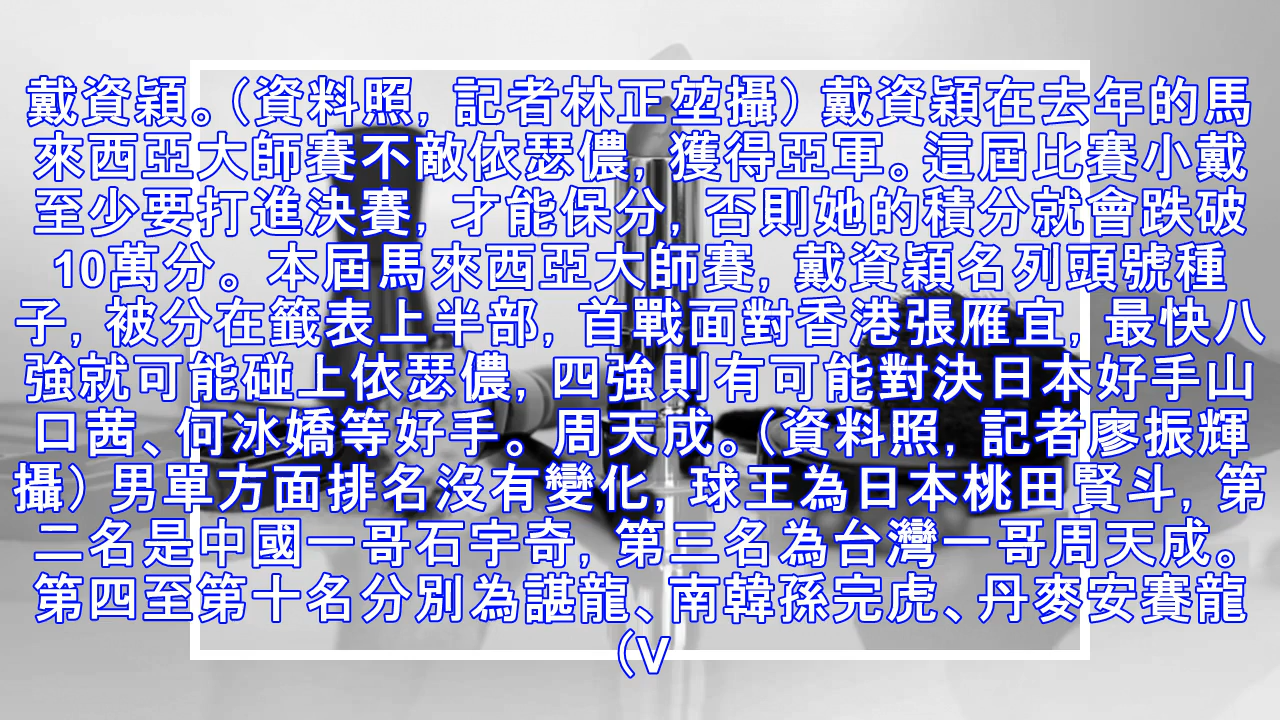 戴資穎。(資料照, 記者林正堃攝) 戴資穎在去年的馬
來西亞大師賽不敵依瑟儂, 獲得亞軍。這屆比賽小戴
至少要打進決賽, 才能保分, 否則她的積分就會跌破
10萬分。本屆馬來西亞大師賽, 戴資穎名列頭號種
子, 被分在籤表上半部, 首戰面對香港張雁宜, 最快八
強就可能碰上依瑟儂, 四強則有可能對決日本好手山
口茜、何冰嬌等好手。周天成。(資料照, 記者廖振輝
攝) 男單方面排名沒有變化, 球王為日本桃田賢斗, 第
二名是中國一哥石宇奇, 第三名為台灣一哥周天成。
第四至第十名分別為諶龍、南韓孫完虎、丹麥安賽龍
(V